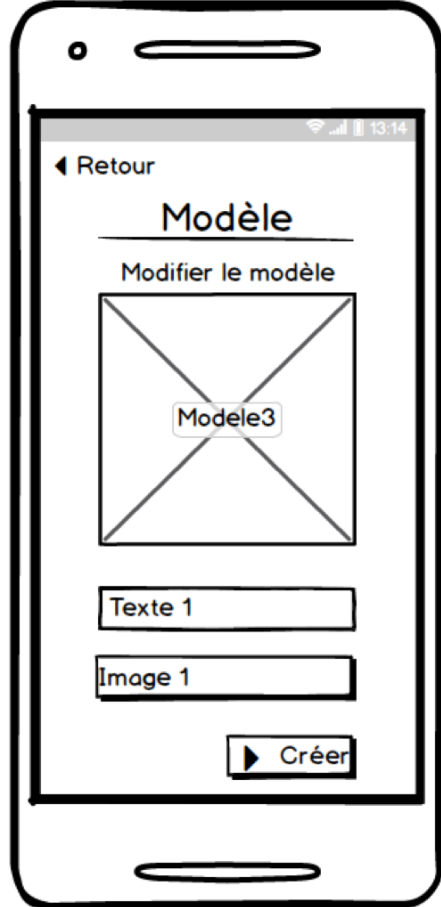 13:14
Retour
Modèle
Modifier le modèle
Modele3
Texte 1
Image 1
Créer